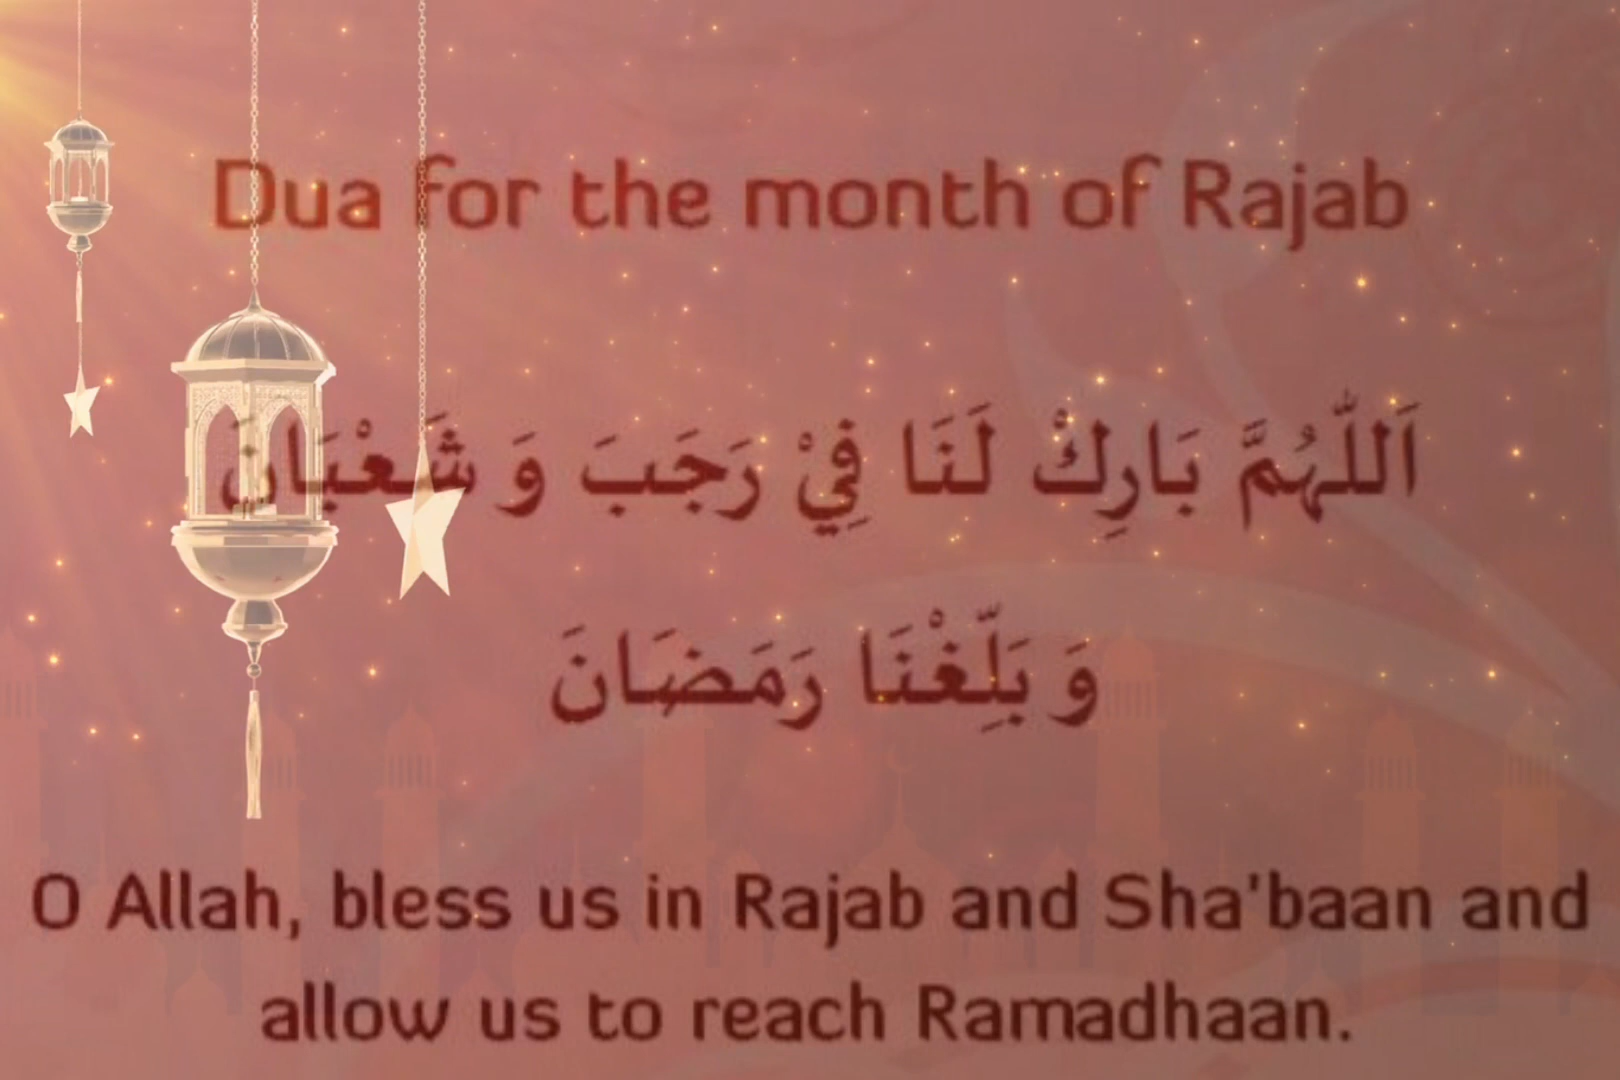 Dua for the month of Rajab
اَللّٰهُمَّ بَارِكْ لَنَا فِيْ رَجَبَ وَ شَعْبَانَ
وَ بَلِّغْنَا رَمَضَانَ
O Allah, bless us in Rajab and Sha'baan and
allow us to reach Ramadhaan.